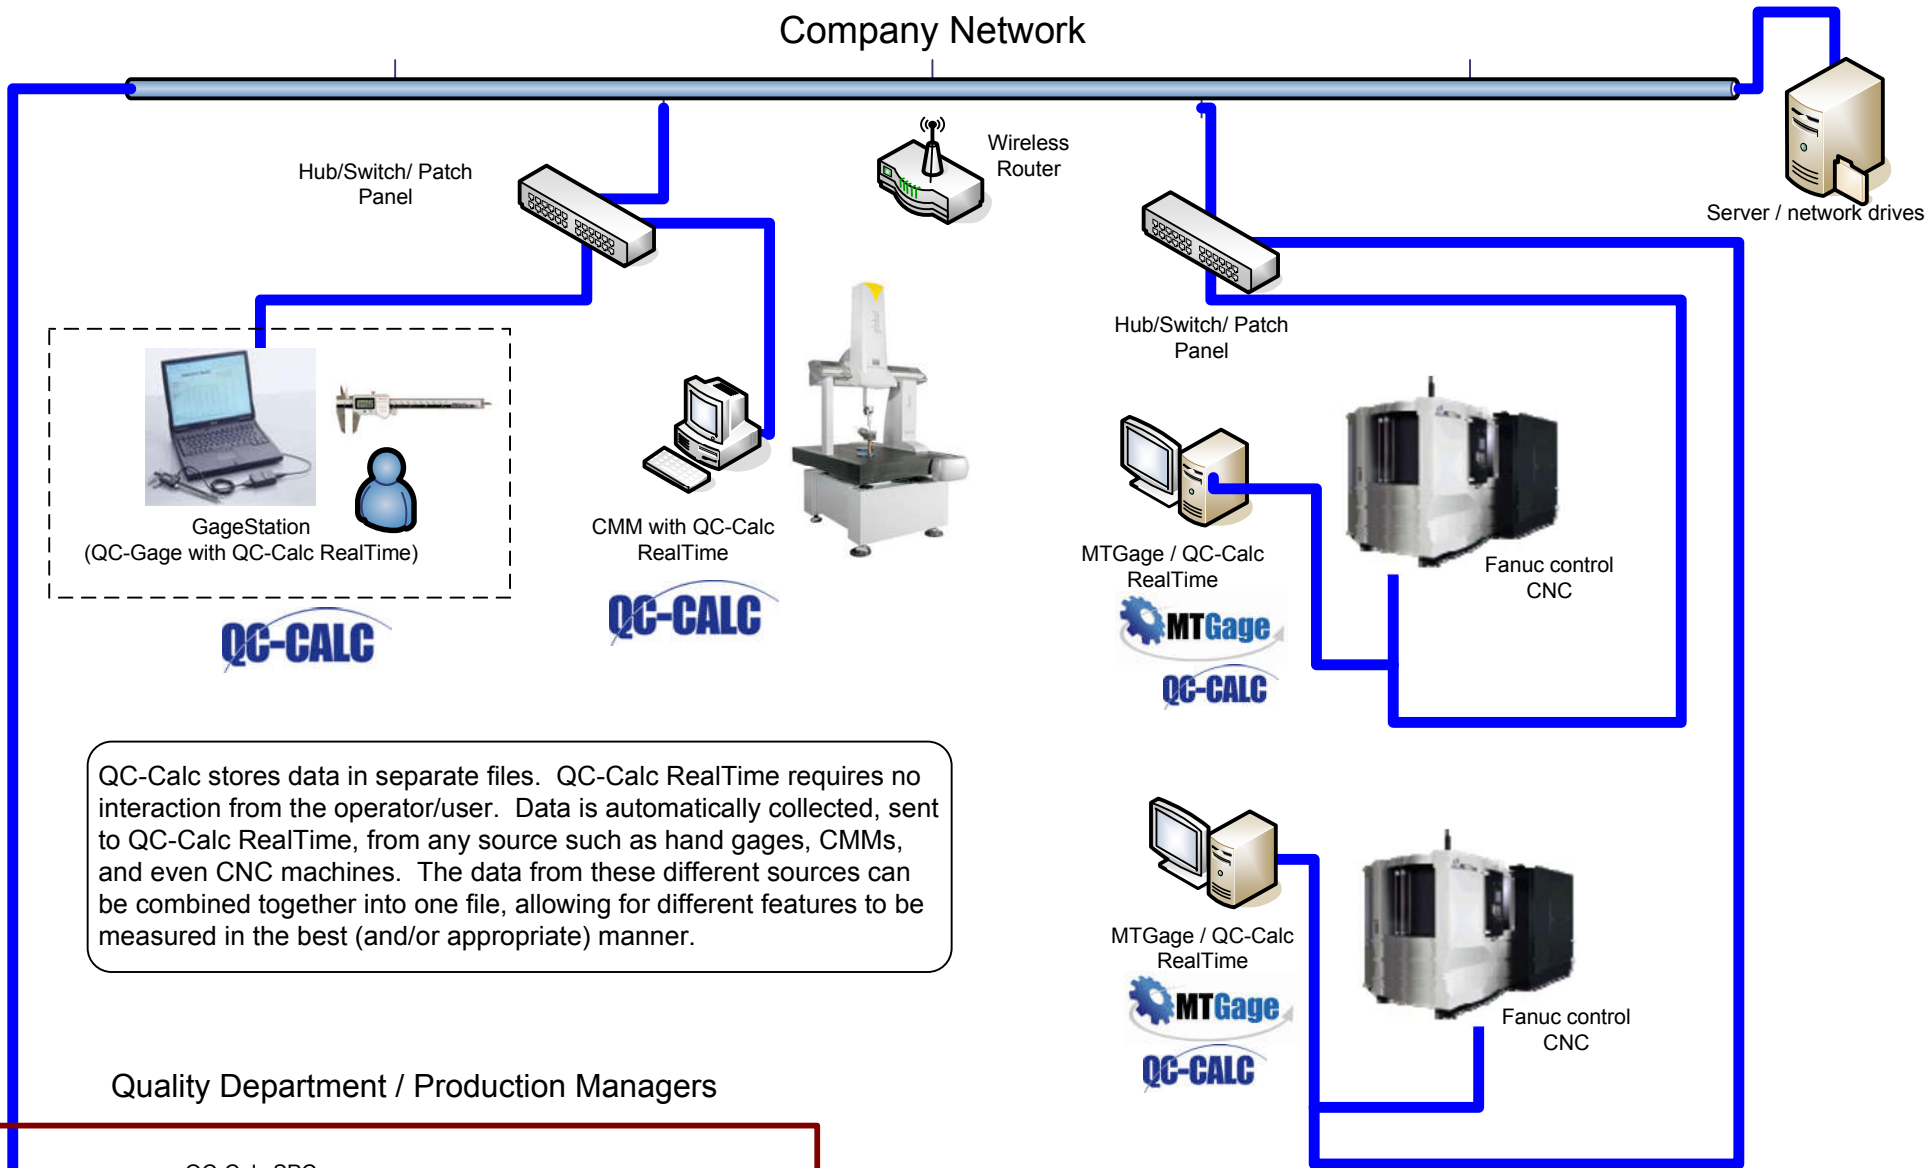 Company Network
Wireless
Router
Hub/Switch/ Patch
Panel
Server / network drives
Hub/Switch/ Patch
Panel
GageStation
(QC-Gage with QC-Calc RealTime)
QC-CALC
CMM with QC-Calc
RealTime
QC-CALC
MTGage / QC-Calc
RealTime
MTGage
QC-CALC
Fanuc control
CNC
QC-Calc stores data in separate files.  QC-Calc RealTime requires no
interaction from the operator/user.  Data is automatically collected, sent
to QC-Calc RealTime, from any source such as hand gages, CMMs,
and even CNC machines.  The data from these different sources can
be combined together into one file, allowing for different features to be
measured in the best (and/or appropriate) manner.
MTGage / QC-Calc
RealTime
MTGage
QC-CALC
Fanuc control
CNC
Quality Department / Production Managers
QC-Calc SPC